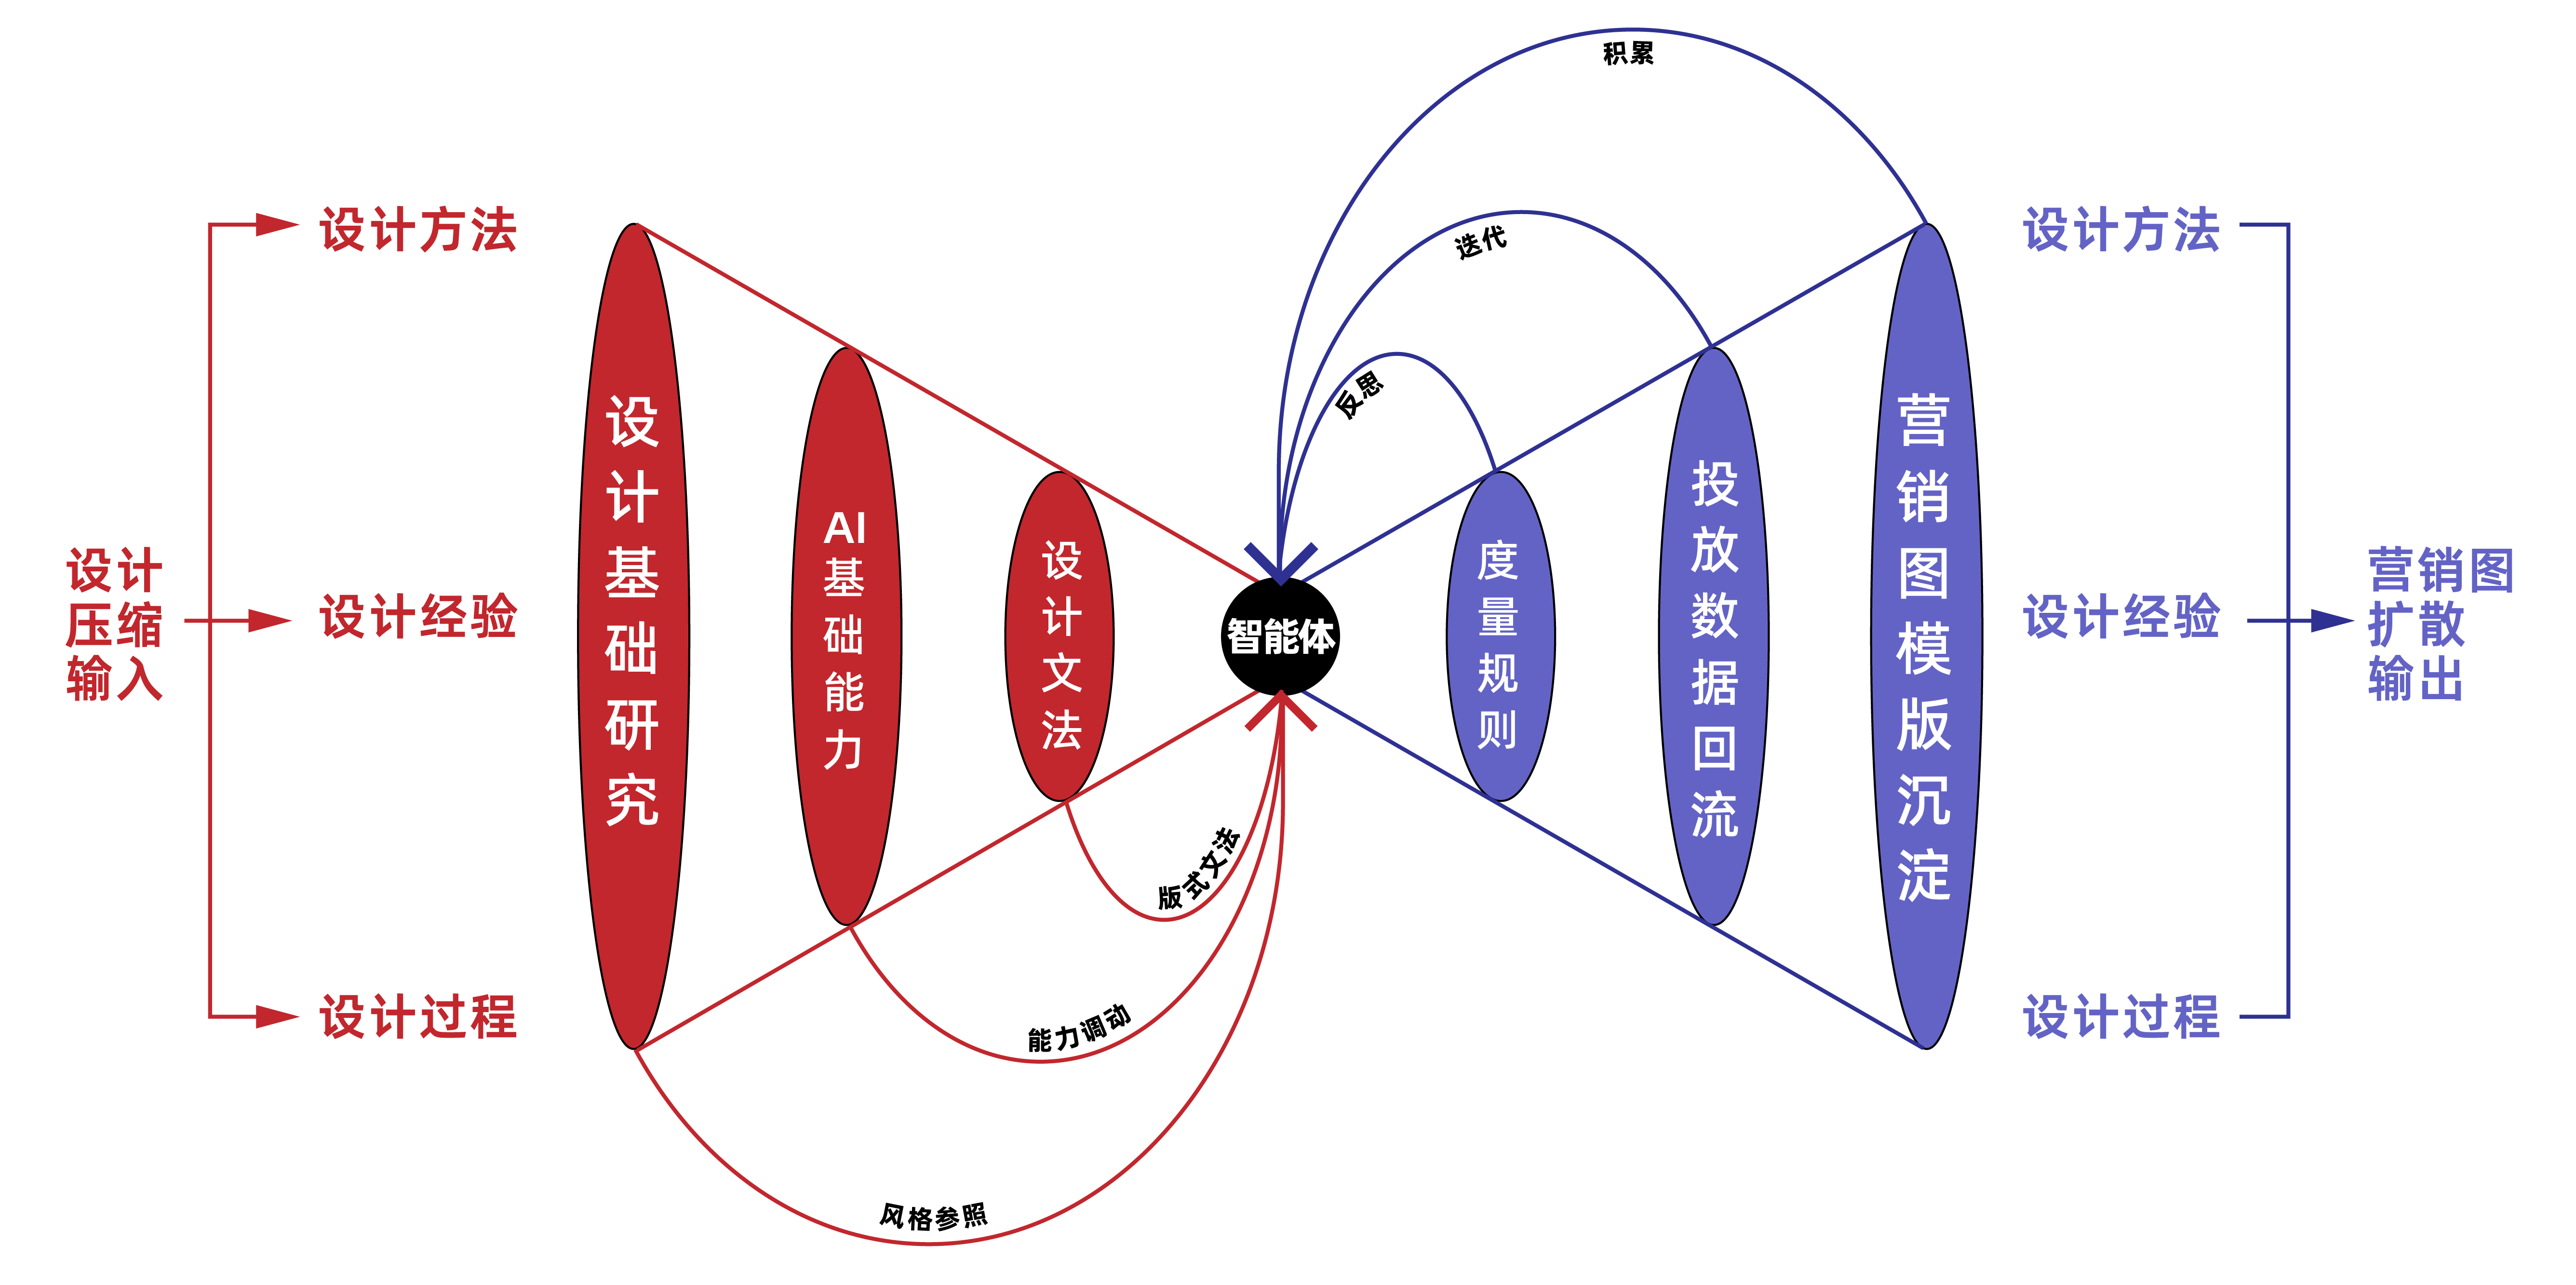 设计
压缩
输入
设计方法
设计经验
设计过程
设计基础研究
AI
基础能力
设计文法
智能体
积累
迭代
反思
版式文法
能力调动
风格参照
度量规则
投放数据回流
营销图模版沉淀
设计方法
设计经验
设计过程
营销图
扩散
输出